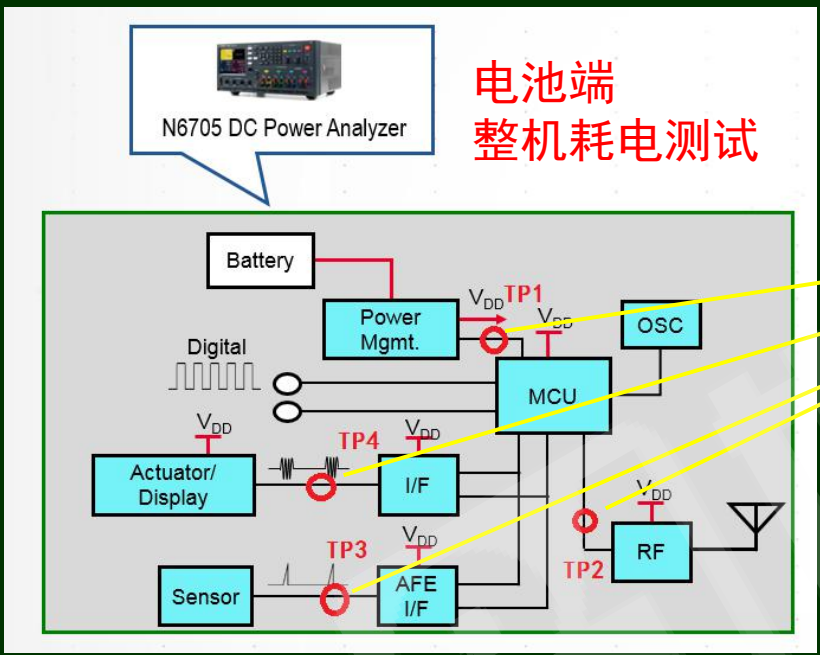 电池端
整机耗电测试
N6705 DC Power Analyzer
Battery
VDD TP1
Power
Mgmt.
VDD
OSC
Digital
MCU
VDD
TP4
VDD
Actuator/
Display
I/F
VDD
VDD
TP3
RF
TP2
Sensor
AFE
I/F